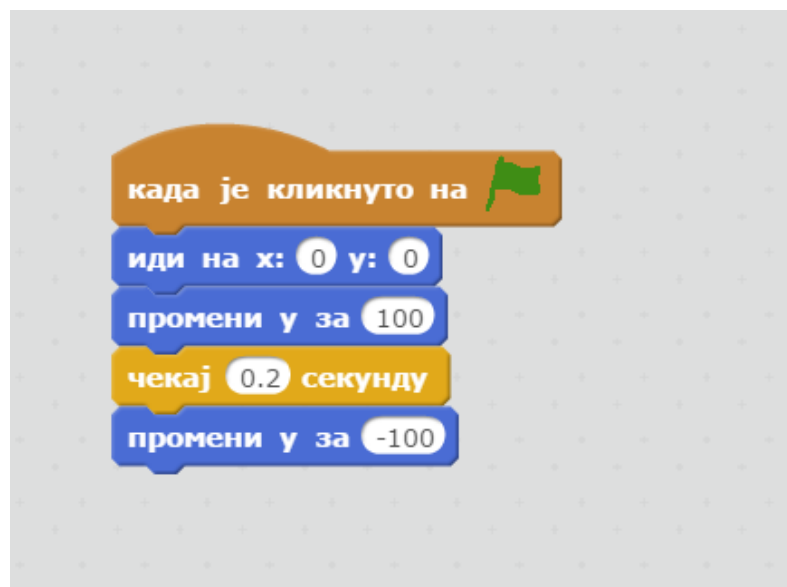 када је кликнуто на
иди на x: 0 y: 0
промени y за 100
чекај 0.2 секунду
промени y за -100